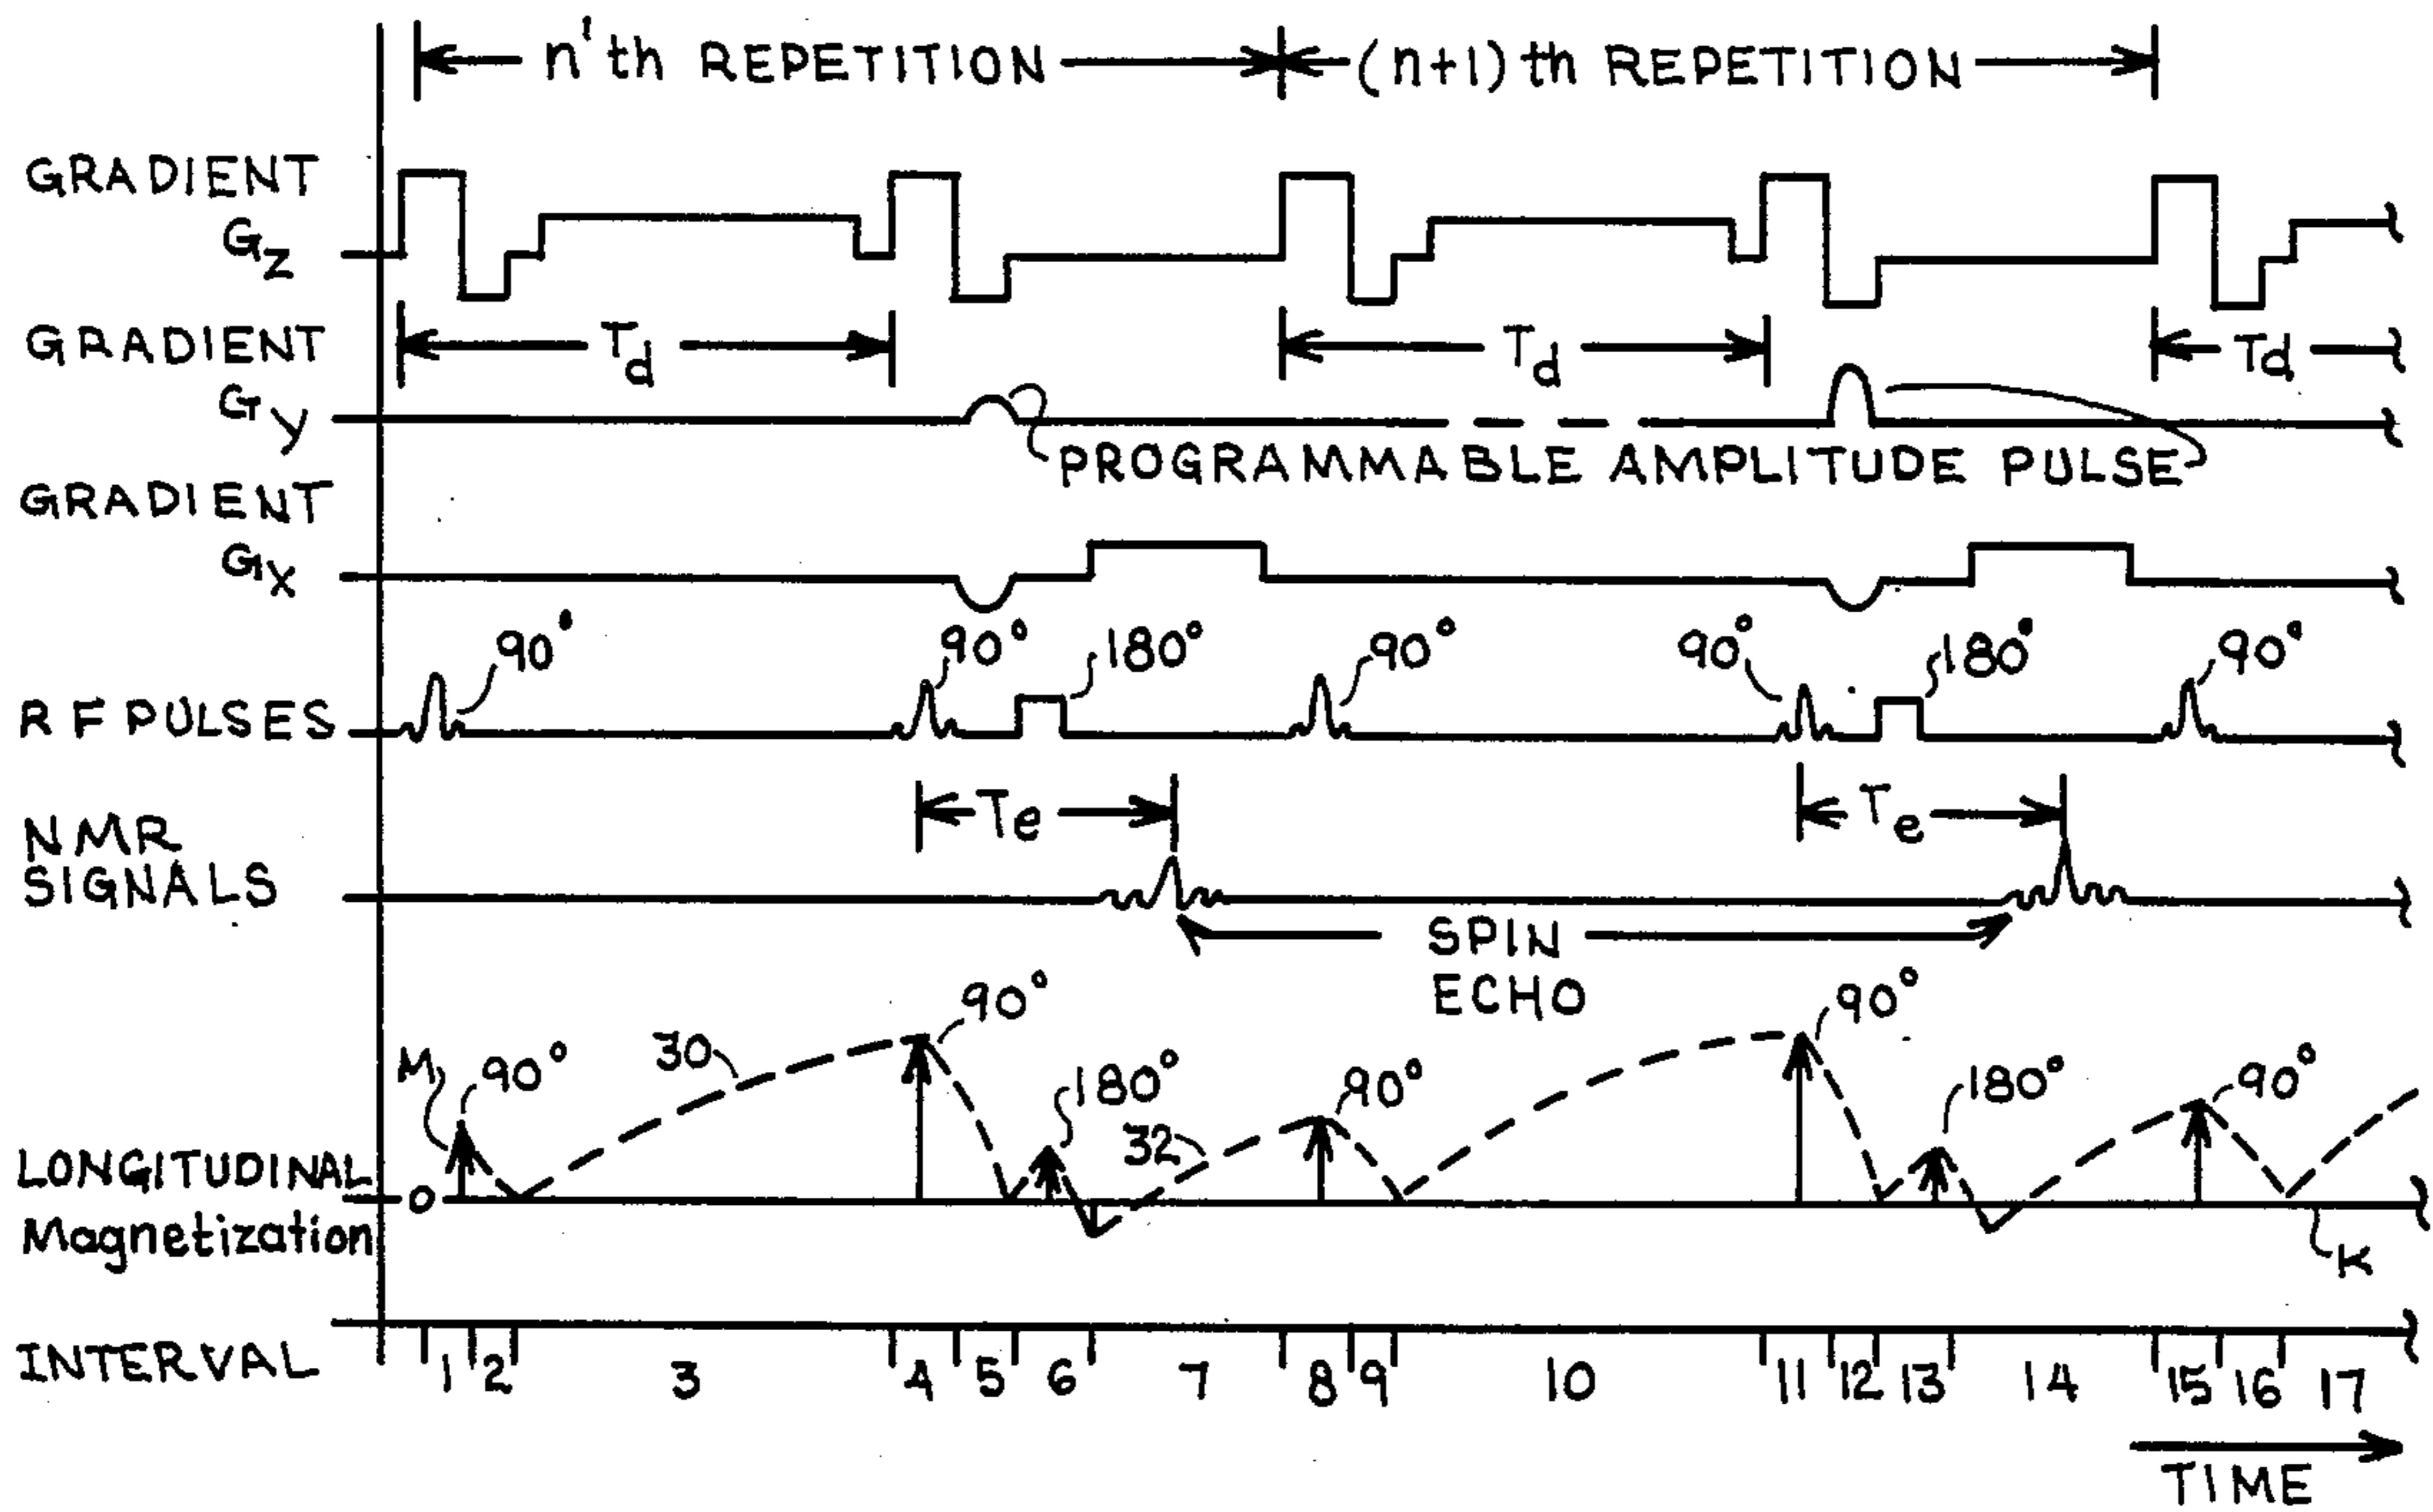 n'th REPETITION (n+1)th REPETITION
GRADIENT
Gz
Td Td Td
GRADIENT
Gy
PROGRAMMABLE AMPLITUDE PULSE
GRADIENT
Gx
90° 90° 180° 90° 90° 180° 90°
RF PULSES
Te Te
NMR
SIGNALS
SPIN
ECHO
M 90° 30 90° 180° 32 90° 90° 180° 90°
LONGITUDINAL
Magnetization
0
K
INTERVAL 1 2 3 4 5 6 7 8 9 10 11 12 13 14 15 16 17
TIME